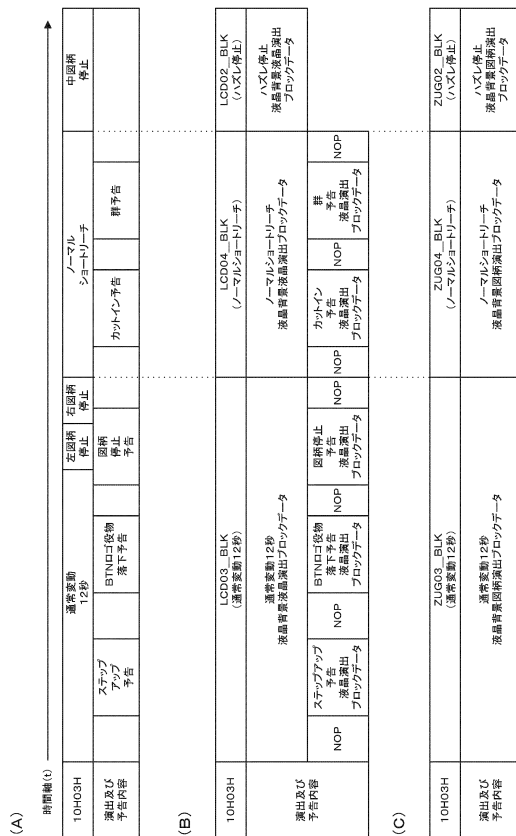 (A)
時間軸(t)
10H03H
通常変動
12秒
左図柄
停止
右図柄
停止
ノーマル
ショートリーチ
中図柄
停止
演出及び
予告内容
ステップ
アップ
予告
BTNロゴ役物
落下予告
図柄
停止
予告
カットイン予告
群予告
(B)
10H03H
LCD03__BLK
(通常変動12秒)
LCD04__BLK
(ノーマルショートリーチ)
LCD02__BLK
(ハズレ停止)
演出及び
予告内容
通常変動12秒
液晶背景液晶演出ブロックデータ
ノーマルショートリーチ
液晶背景液晶演出ブロックデータ
ハズレ停止
液晶背景液晶演出
ブロックデータ
NOP
ステップアップ
予告
液晶演出
ブロックデータ
NOP
BTNロゴ役物
落下予告
液晶演出
ブロックデータ
NOP
図柄停止
予告
液晶演出
ブロックデータ
NOP
NOP
カットイン
予告
液晶演出
ブロックデータ
NOP
群
予告
液晶演出
ブロックデータ
NOP
(C)
10H03H
ZUG03__BLK
(通常変動12秒)
ZUG04__BLK
(ノーマルショートリーチ)
ZUG02__BLK
(ハズレ停止)
演出及び
予告内容
通常変動12秒
液晶背景図柄演出ブロックデータ
ノーマルショートリーチ
液晶背景図柄演出ブロックデータ
ハズレ停止
液晶背景図柄演出
ブロックデータ